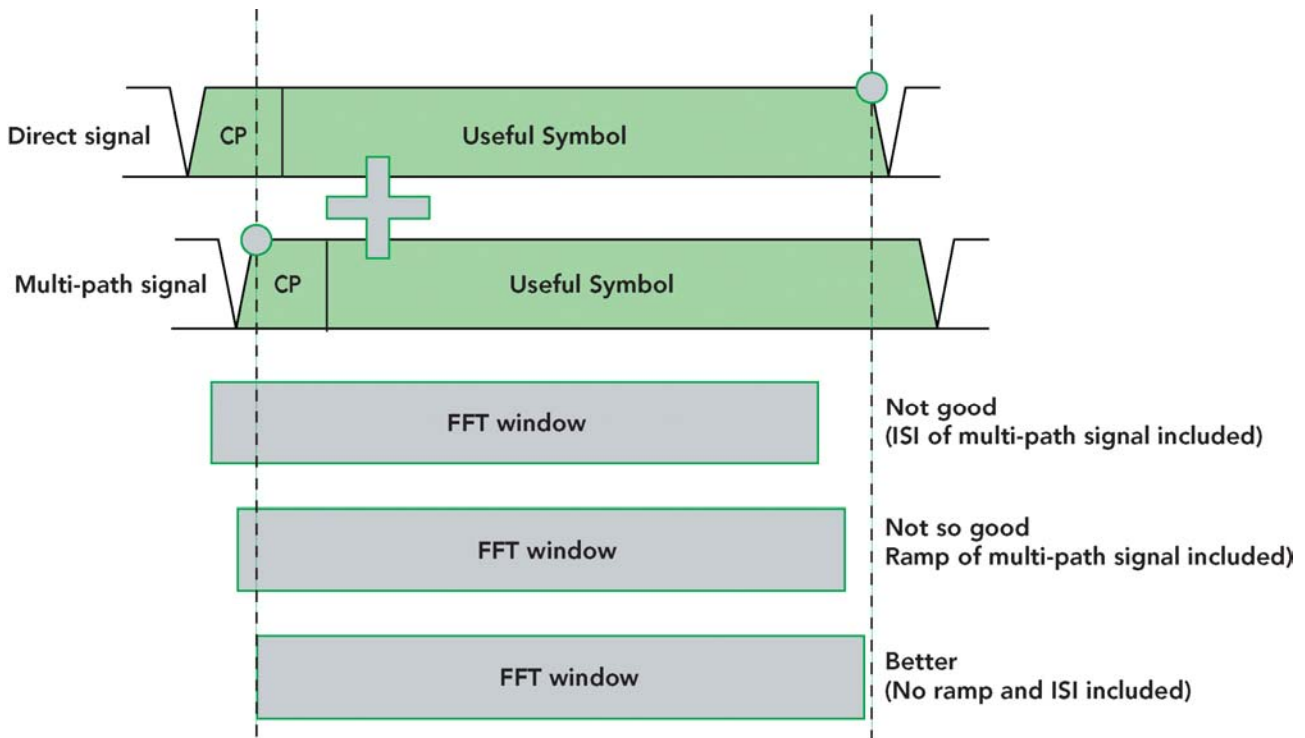 Direct signal
CP
Useful Symbol
Multi-path signal
CP
Useful Symbol
FFT window
Not good
(ISI of multi-path signal included)
FFT window
Not so good
Ramp of multi-path signal included)
FFT window
Better
(No ramp and ISI included)